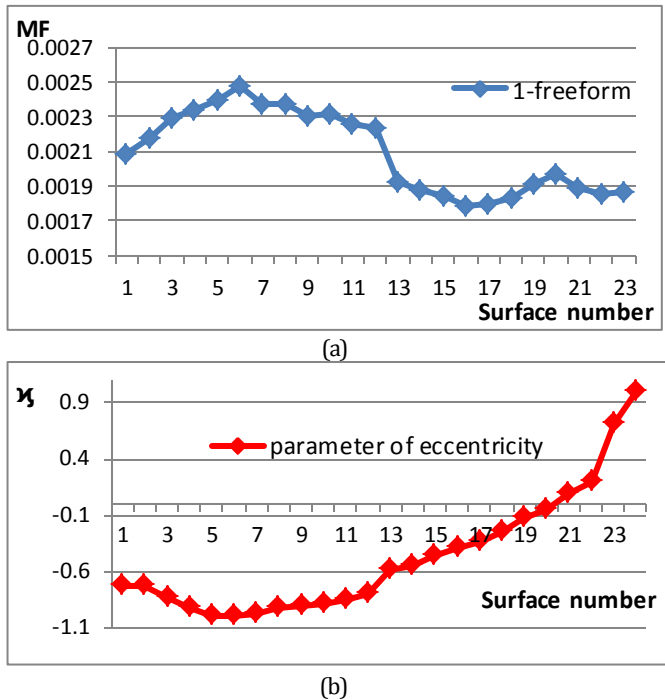 MF
0.0027
0.0025
0.0023
0.0021
0.0019
0.0017
0.0015
1-freeform
1 3 5 7 9 11 13 15 17 19 21 23
Surface number
(a)
ϗ
0.9
0.4
-0.1
-0.6
-1.1
parameter of eccentricity
1 3 5 7 9 11 13 15 17 19 21 23
Surface number
(b)